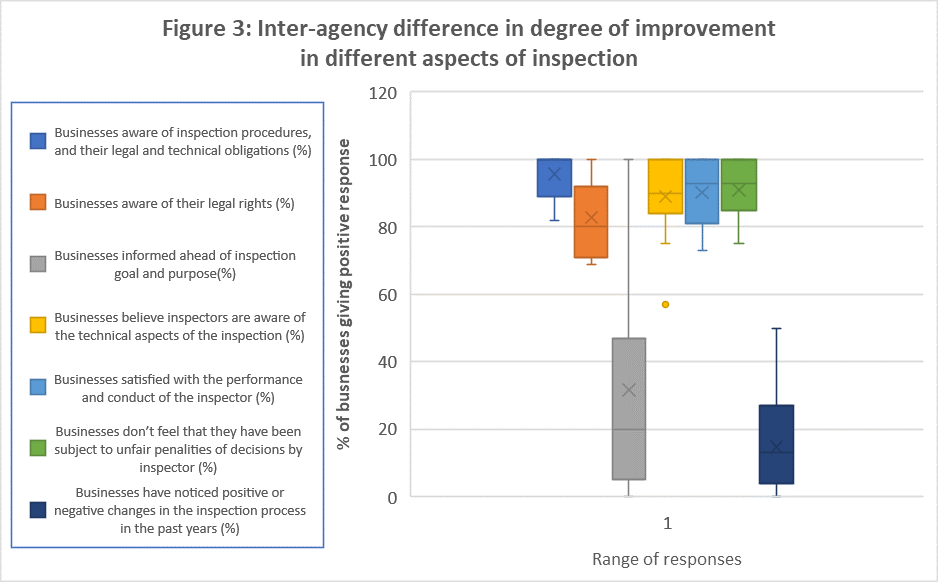 Figure 3: Inter-agency difference in degree of improvement
in different aspects of inspection
Businesses aware of inspection procedures,
and their legal and technical obligations (%)
Businesses aware of their legal rights (%)
Businesses informed ahead of inspection
goal and purpose(%)
Businesses believe inspectors are aware of
the technical aspects of the inspection (%)
Businesses satisfied with the performance
and conduct of the inspector (%)
Businesses don’t feel that they have been
subject to unfair penalities of decisions by
inspector (%)
Businesses have noticed positive or
negative changes in the inspection process
in the past years (%)
% of busnesses giving positive response
120
100
80
60
40
20
0
1
Range of responses